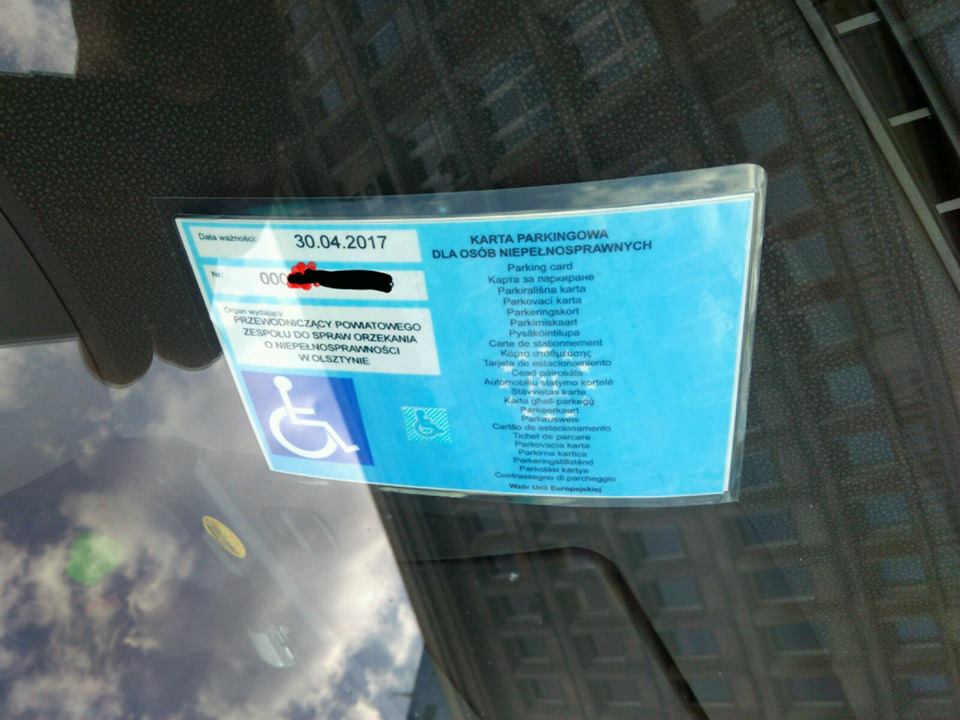 Data ważności: 30.04.2017
Nr: 000
Organ wydający
PRZEWODNICZĄCY POWIATOWEGO
ZESPOŁU DO SPRAW ORZEKANIA
O NIEPEŁNOSPRAWNOŚCI
W OLSZTYNIE
KARTA PARKINGOWA
DLA OSÓB NIEPEŁNOSPRAWNYCH
Parking card
Карта за паркиране
Parkirališna karta
Parkovací karta
Parkeringskort
Parkimiskaart
Pysäköintilupa
Carte de stationnement
Κάρτα στάθμευσης
Tarjeta de estacionamiento
Cead páirceála
Automobilių statymo kortelė
Stāvvietas karte
Karta għall-parkeġġ
Parkeerkaart
Parkausweis
Cartão de estacionamento
Tichet de parcare
Parkovacia karta
Parkirna kartica
Parkeringstillstånd
Parkolási kártya
Contrassegno di parcheggio
Wzór Unii Europejskiej